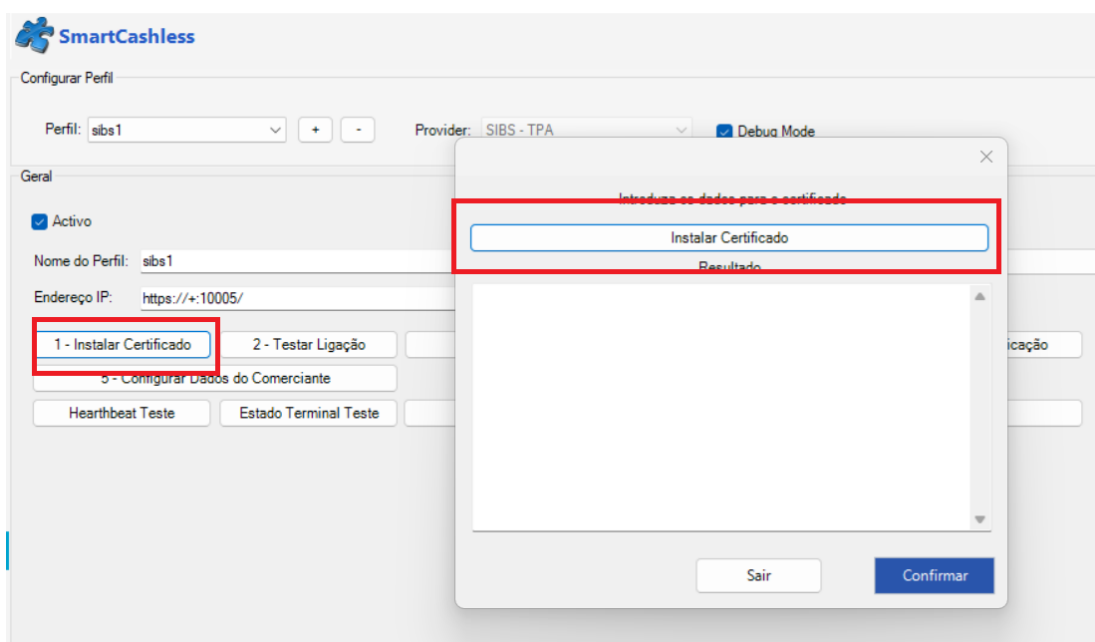 SmartCashless
Configurar Perfil
Perfil: sibs1 + - Provider: SIBS - TPA Debug Mode
Geral
Introduza os dados para o certificado
Activo
Instalar Certificado
Nome do Perfil: sibs1
Resultado
Endereço IP: https://+:10005/
1 - Instalar Certificado 2 - Testar Ligação icação
5 - Configurar Dados do Comerciante
Hearthbeat Teste Estado Terminal Teste
Sair Confirmar